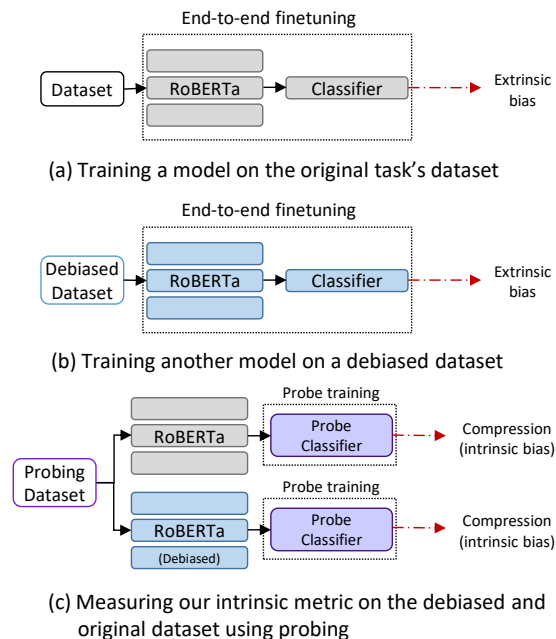 End-to-end finetuning
Dataset
RoBERTa
Classifier
Extrinsic
bias
(a) Training a model on the original task's dataset
End-to-end finetuning
Debiased
Dataset
RoBERTa
Classifier
Extrinsic
bias
(b) Training another model on a debiased dataset
Probe training
RoBERTa
Probe
Classifier
Compression
(intrinsic bias)
Probing
Dataset
Probe training
RoBERTa
(Debiased)
Probe
Classifier
Compression
(intrinsic bias)
(c) Measuring our intrinsic metric on the debiased and
original dataset using probing